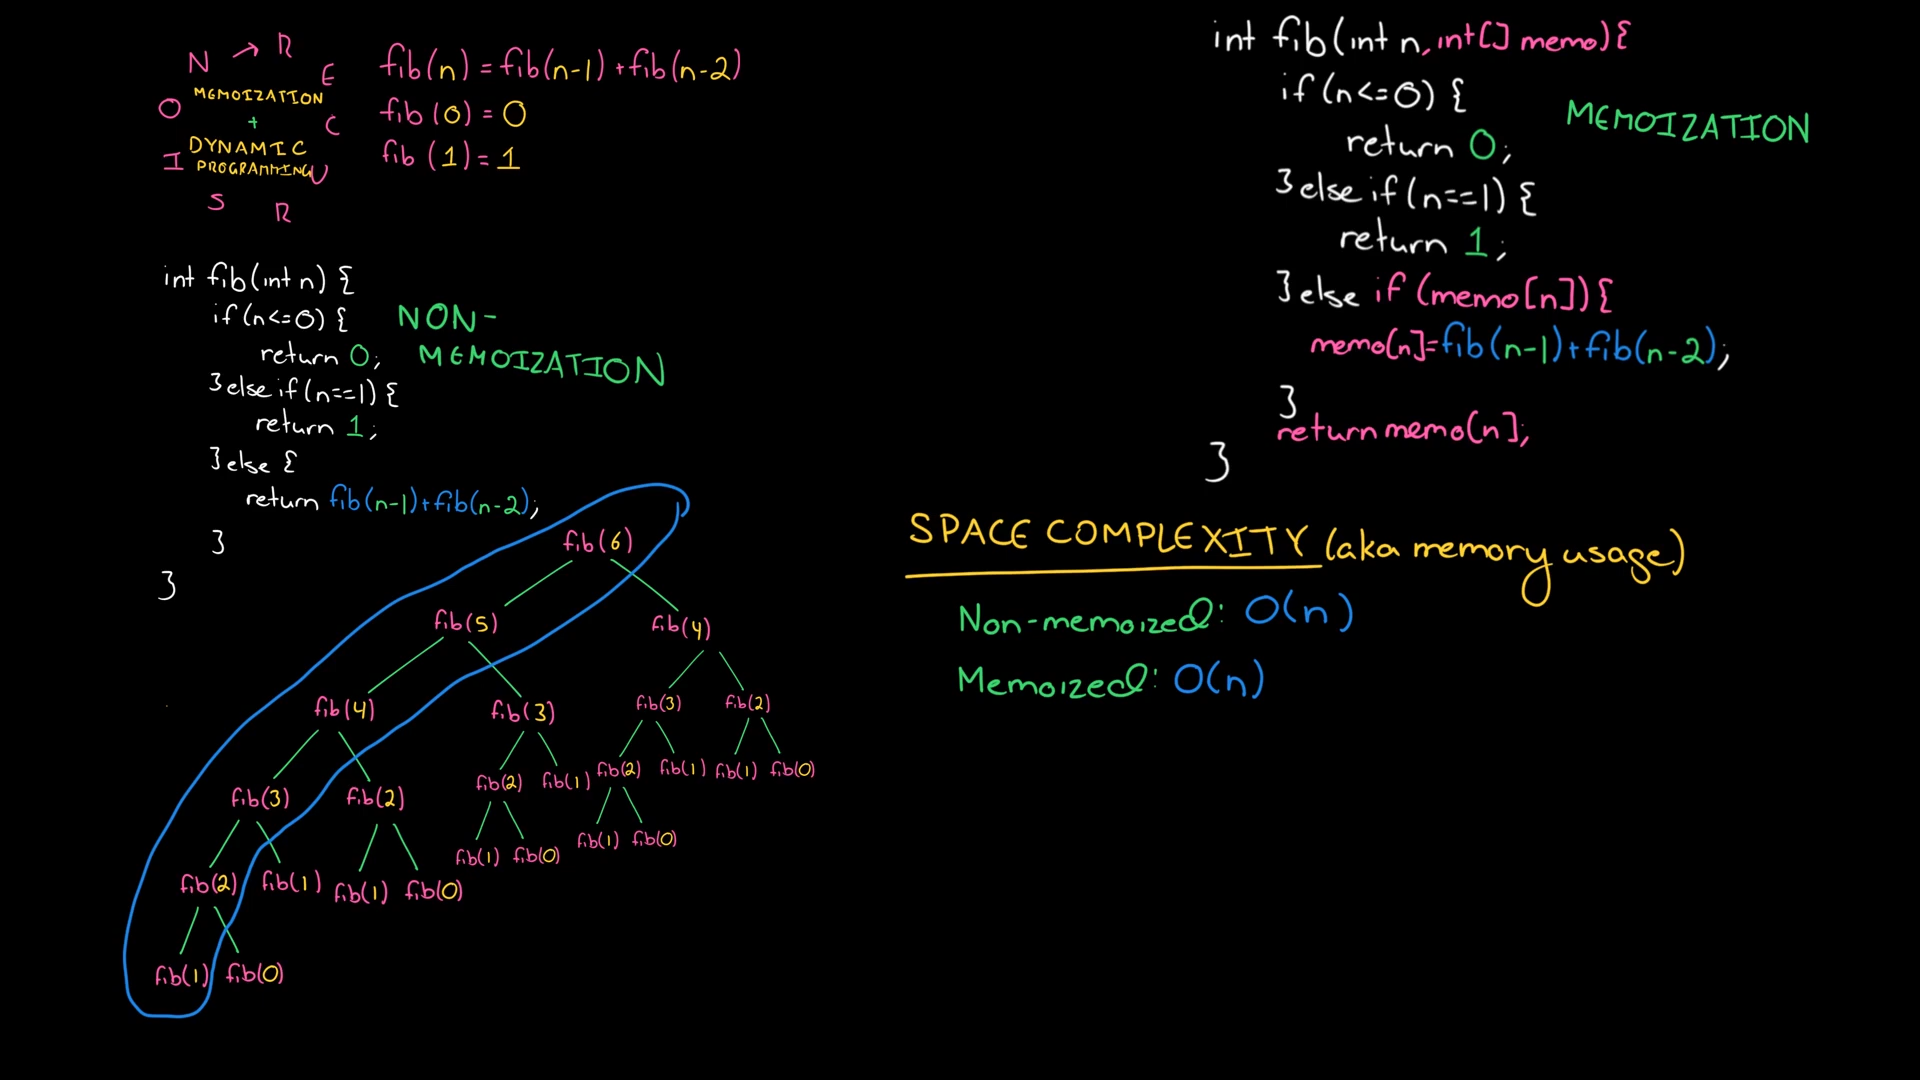 RECURSION
MEMOIZATION
+
DYNAMIC
PROGRAMMING
fib(n) = fib(n-1) + fib(n-2)
fib (0) = 0
fib (1) = 1
int fib(int n) {
if(n<=0) {
return 0;
}else if(n==1) {
return 1;
}else {
return fib(n-1)+fib(n-2);
}
}
NON-
MEMOIZATION
fib(6)
fib(5) fib(4)
fib(4) fib(3) fib(3) fib(2)
fib(2) fib(1) fib(2) fib(1) fib(1) fib(0)
fib(3) fib(2)
fib(1) fib(0) fib(1) fib(0)
fib(2) fib(1) fib(1) fib(0)
fib(1) fib(0)
int fib(int n, int[] memo){
if(n<=0) {
return 0;
}else if(n==1) {
return 1;
}else if (memo[n]){
memo[n]=fib(n-1)+fib(n-2);
}
return memo[n];
}
MEMOIZATION
SPACE COMPLEXITY (aka memory usage)
Non-memoized: O(n)
Memoized: O(n)